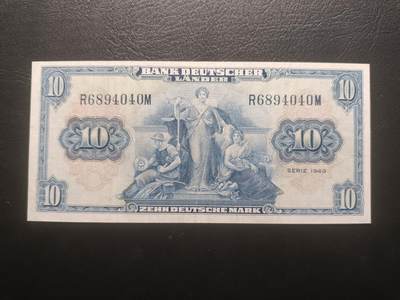 10 BANK DEUTSCHER LÄNDER 10
R6894040M R6894040M
10 10
SERIE 1949
10 ZEHN DEUTSCHE MARK 10